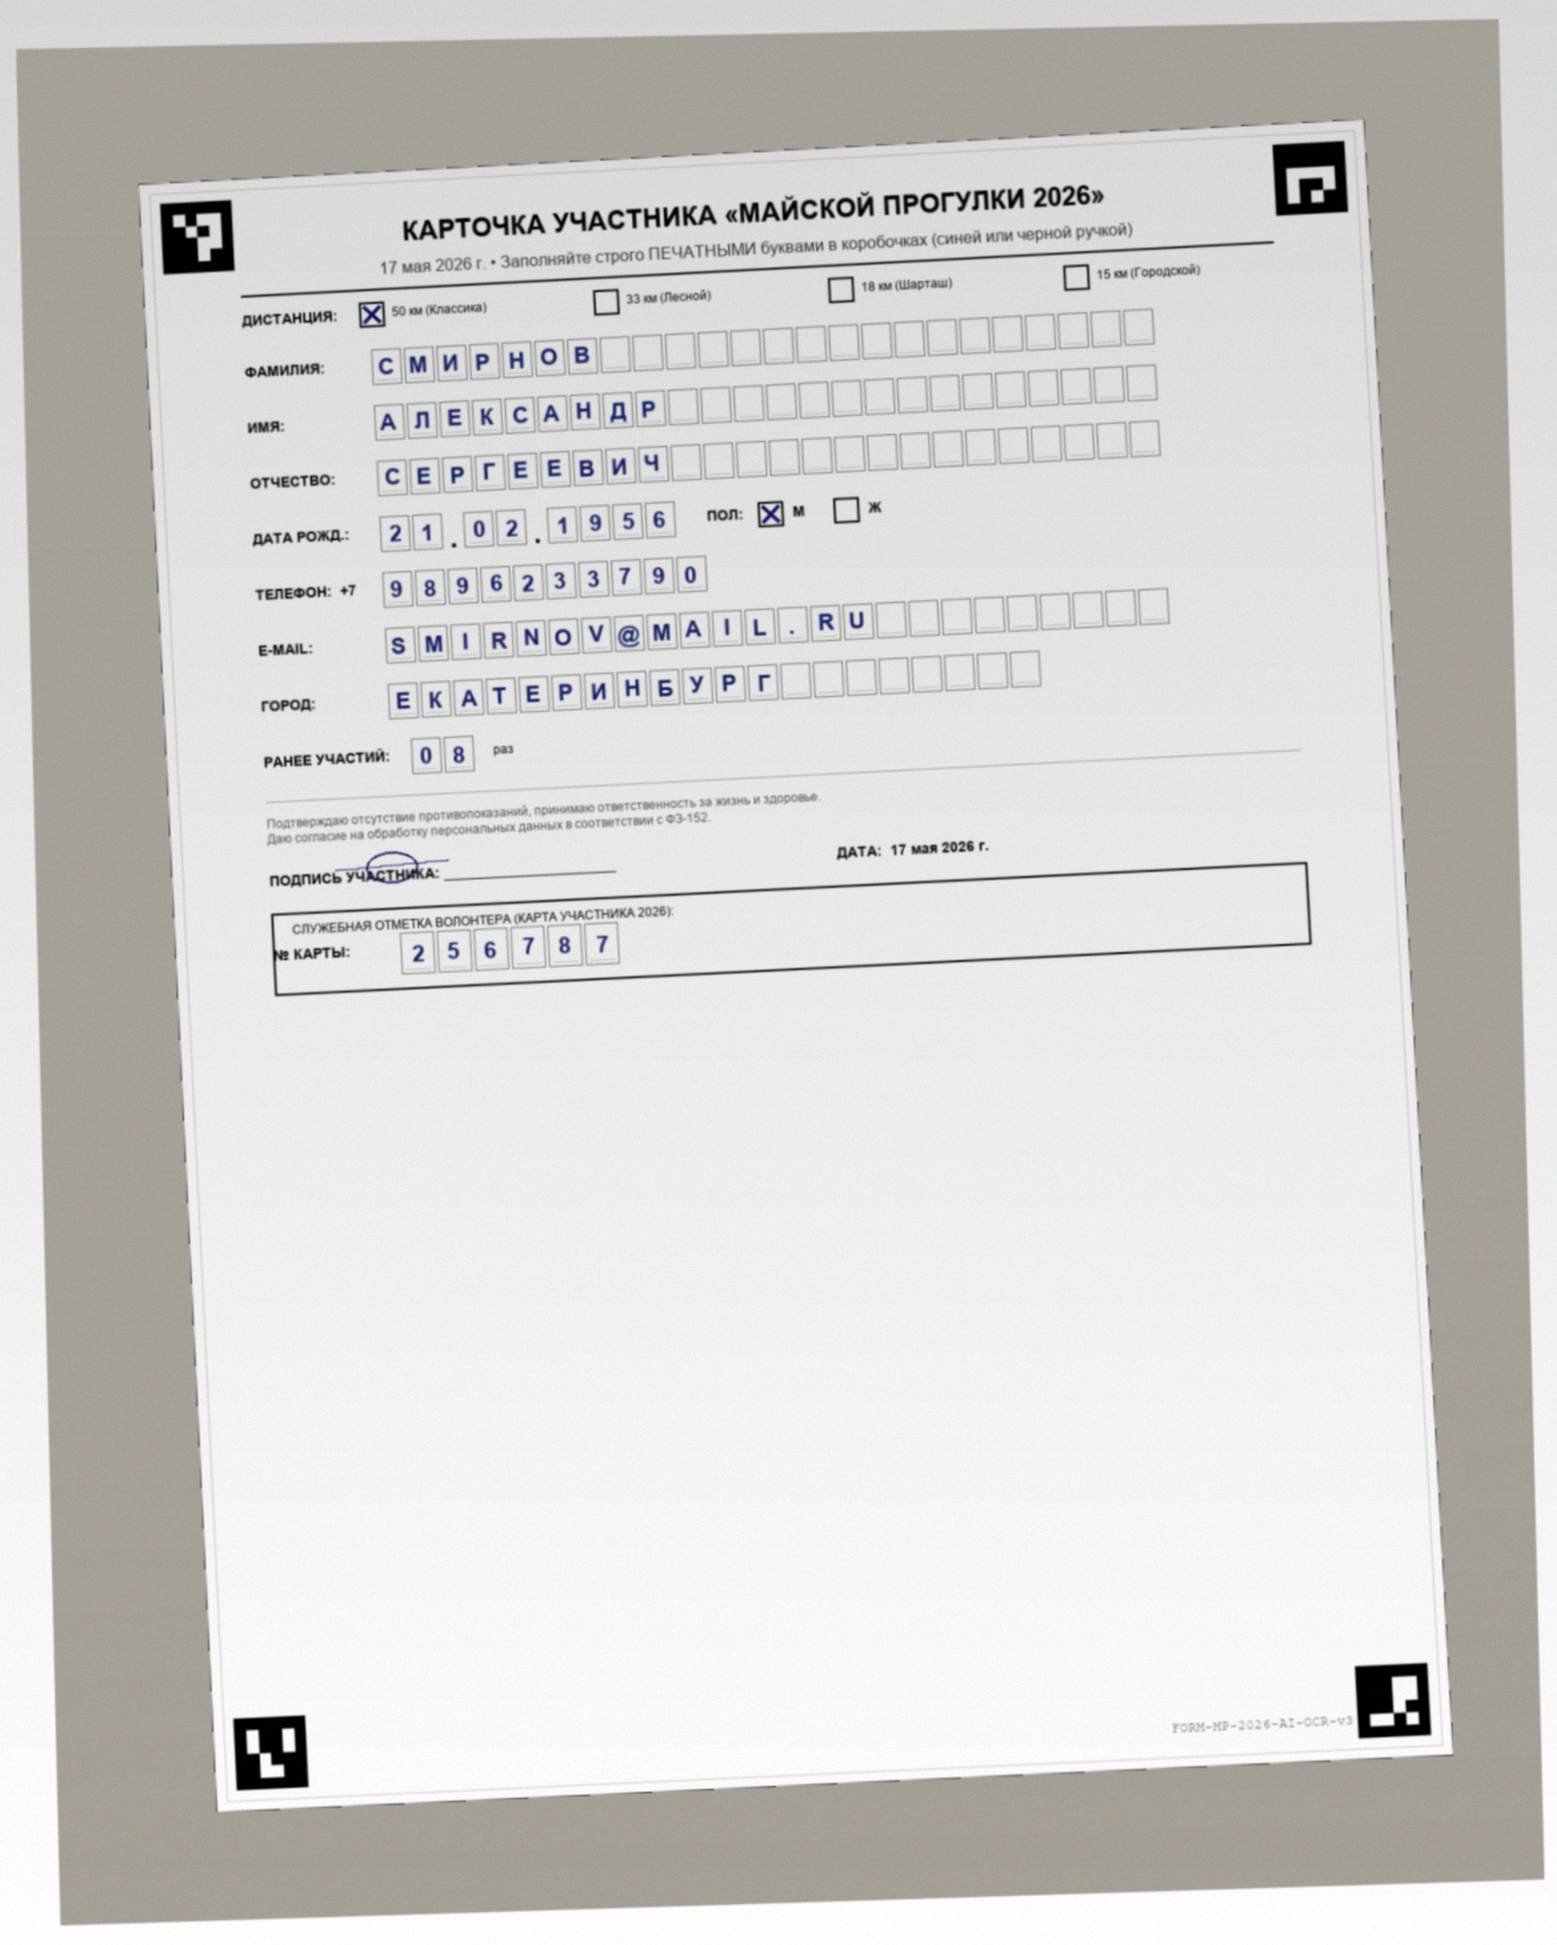 КАРТОЧКА УЧАСТНИКА «МАЙСКОЙ ПРОГУЛКИ 2026»
17 мая 2026 г. • Заполняйте строго ПЕЧАТНЫМИ буквами в коробочках (синей или черной ручкой)
ДИСТАНЦИЯ: 50 км (Классика) 33 км (Лесной) 18 км (Шарташ) 15 км (Городской)
ФАМИЛИЯ: СМИРНОВ
ИМЯ: АЛЕКСАНДР
ОТЧЕСТВО: СЕРГЕЕВИЧ
ДАТА РОЖД.: 21.02.1956 ПОЛ: М Ж
ТЕЛЕФОН: +7 9896233790
E-MAIL: SMIRNOV@MAIL.RU
ГОРОД: ЕКАТЕРИНБУРГ
РАНЕЕ УЧАСТИЙ: 08 раз
Подтверждаю отсутствие противопоказаний, принимаю ответственность за жизнь и здоровье.
Даю согласие на обработку персональных данных в соответствии с ФЗ-152.
ПОДПИСЬ УЧАСТНИКА: ДАТА: 17 мая 2026 г.
СЛУЖЕБНАЯ ОТМЕТКА ВОЛОНТЕРА (КАРТА УЧАСТНИКА 2026):
№ КАРТЫ: 256787
FORM-MP-2026-AI-OCR-v3